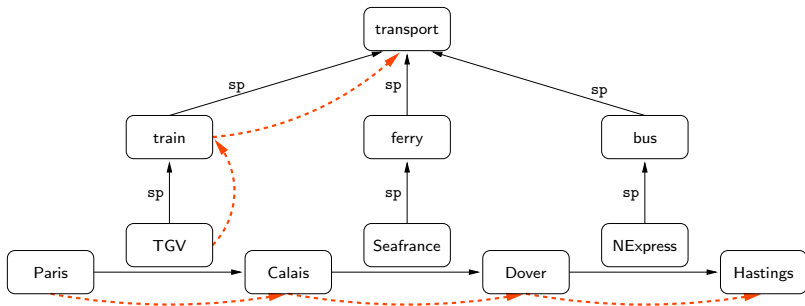 transport
sp
sp
sp
train
ferry
bus
sp
sp
sp
TGV
Seafrance
NExpress
Paris
Calais
Dover
Hastings